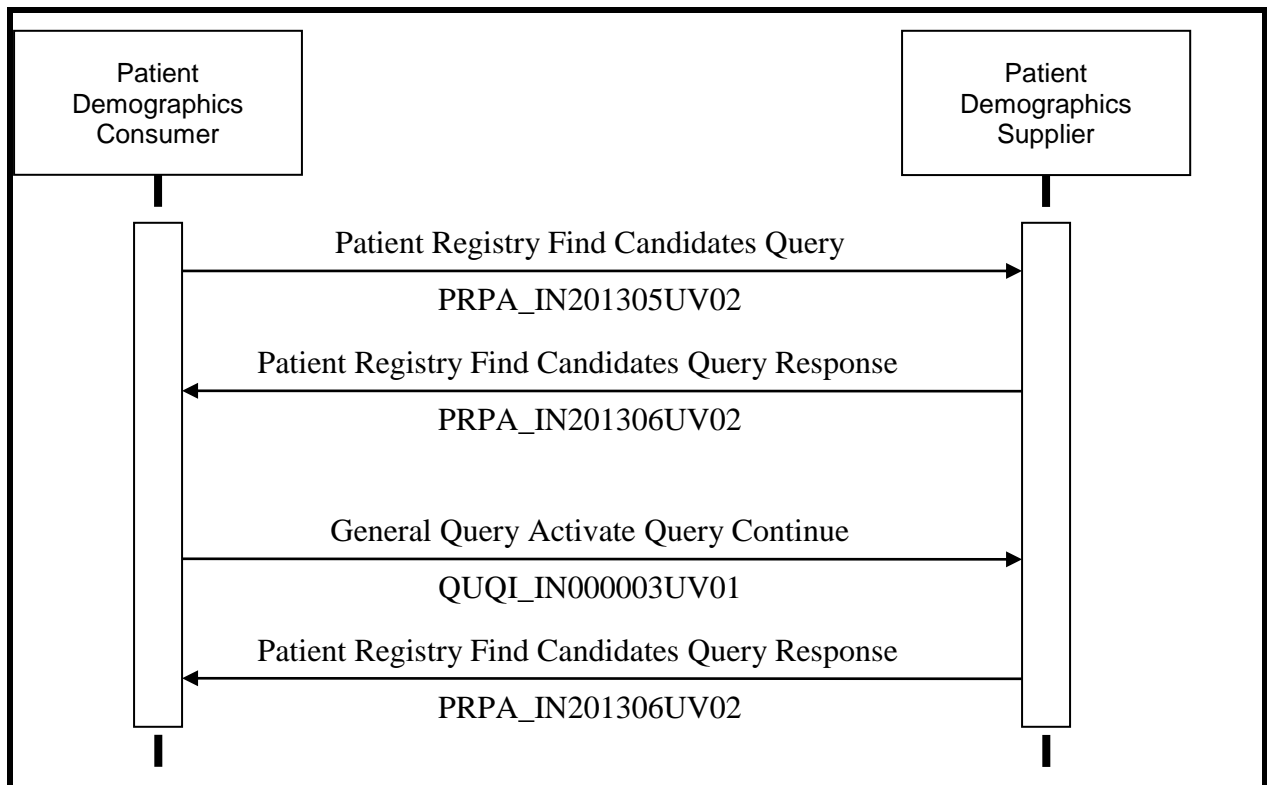 Patient
Demographics
Consumer
Patient
Demographics
Supplier
Patient Registry Find Candidates Query
PRPA_IN201305UV02
Patient Registry Find Candidates Query Response
PRPA_IN201306UV02
General Query Activate Query Continue
QUQI_IN000003UV01
Patient Registry Find Candidates Query Response
PRPA_IN201306UV02